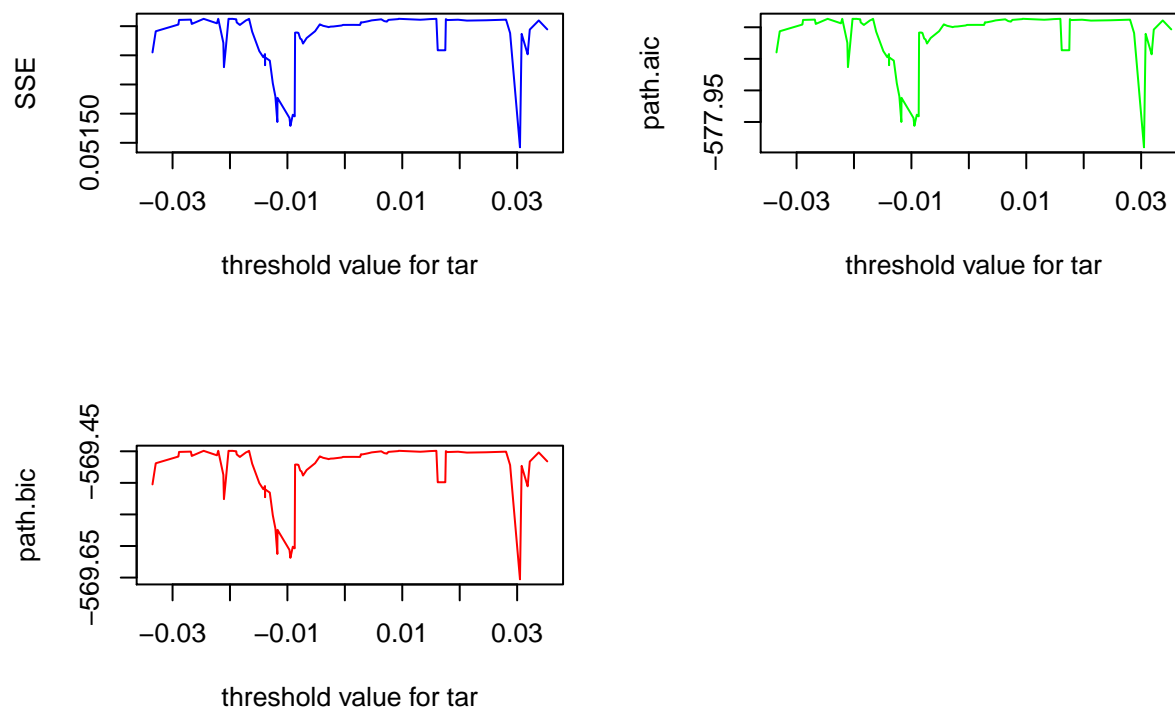 SSE
0.05150
−0.03 −0.01 0.01 0.03
threshold value for tar
path.aic
−577.95
−0.03 −0.01 0.01 0.03
threshold value for tar
path.bic
−569.65 −569.45
−0.03 −0.01 0.01 0.03
threshold value for tar